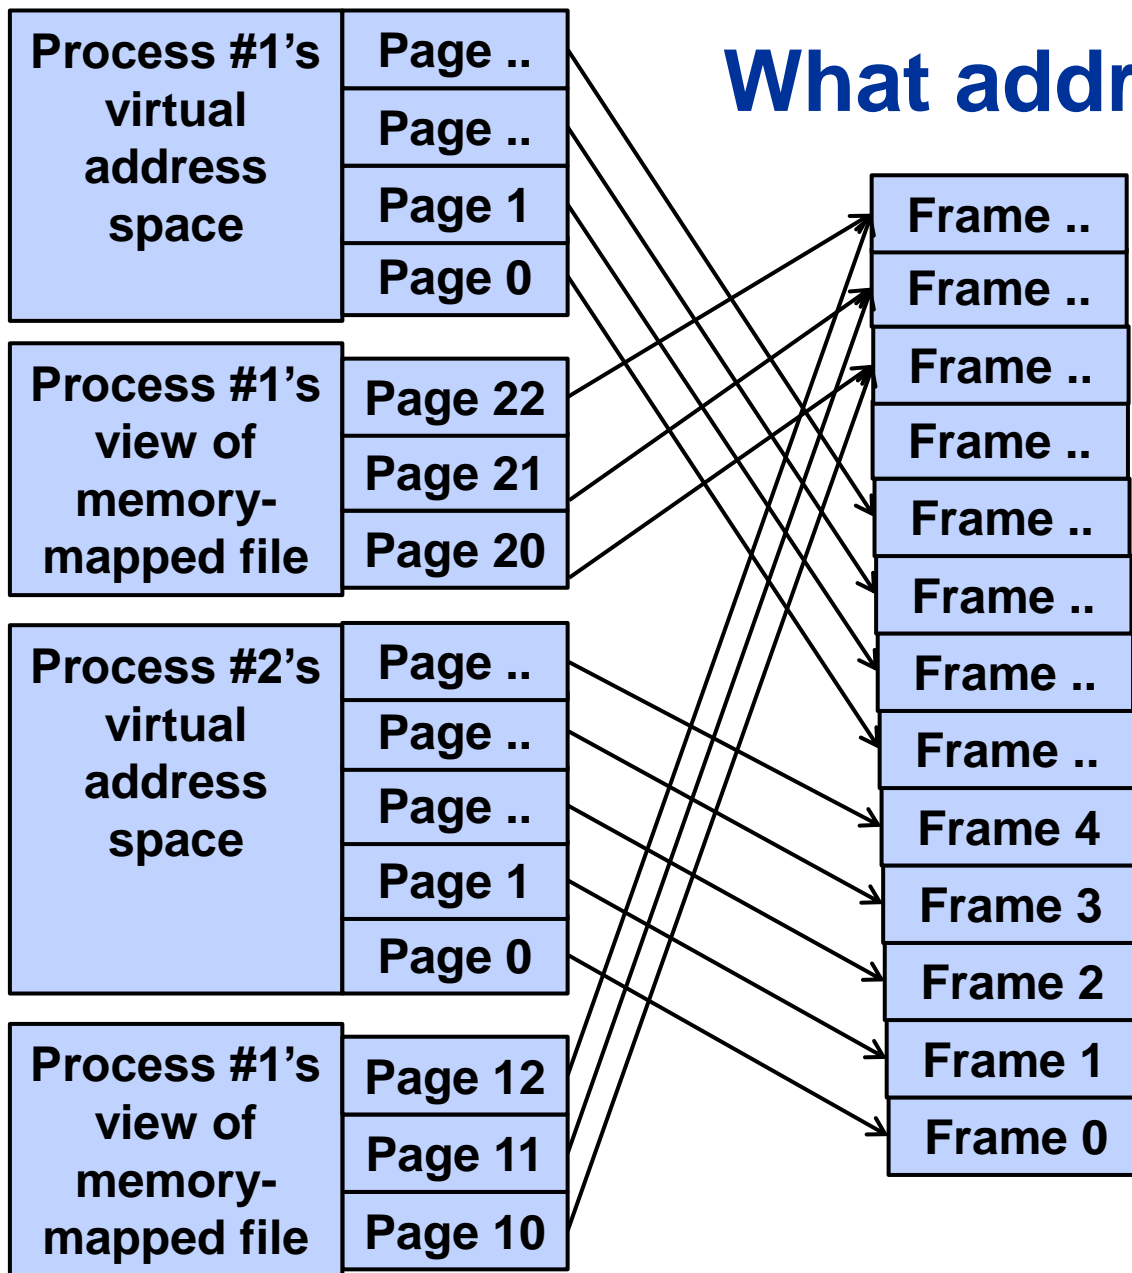 What addr
Process #1's
virtual
address
space
Page ..
Page ..
Page 1
Page 0
Process #1's
view of
memory-
mapped file
Page 22
Page 21
Page 20
Process #2's
virtual
address
space
Page ..
Page ..
Page ..
Page 1
Page 0
Process #1's
view of
memory-
mapped file
Page 12
Page 11
Page 10
Frame ..
Frame ..
Frame ..
Frame ..
Frame ..
Frame ..
Frame ..
Frame ..
Frame 4
Frame 3
Frame 2
Frame 1
Frame 0